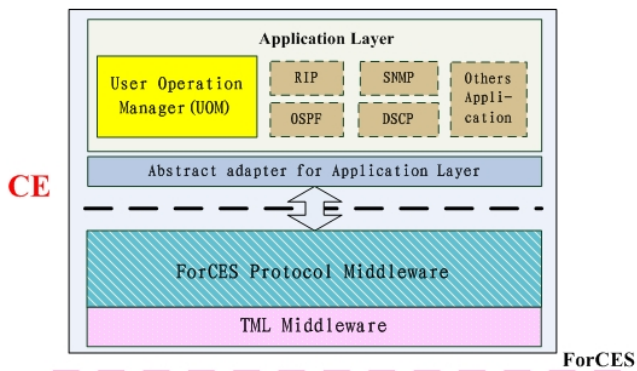 Application Layer
User Operation
Manager(UOM)
RIP
SNMP
OSPF
DSCP
Others
Appli-
cation
Abstract adapter for Application Layer
CE
ForCES Protocol Middleware
TML Middleware
ForCES